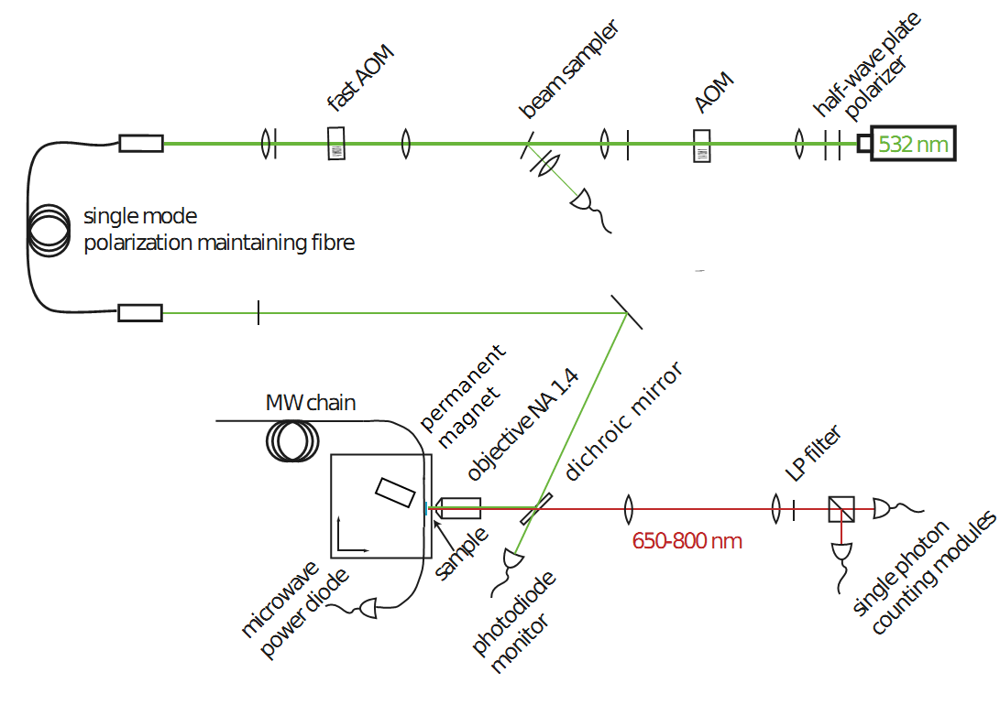 fast AOM
beam sampler
AOM
half-wave plate
polarizer
532 nm
single mode
polarization maintaining fibre
MW chain
permanent
magnet
objective NA 1.4
dichroic mirror
LP filter
650-800 nm
sample
microwave
power diode
photodiode
monitor
single photon
counting modules